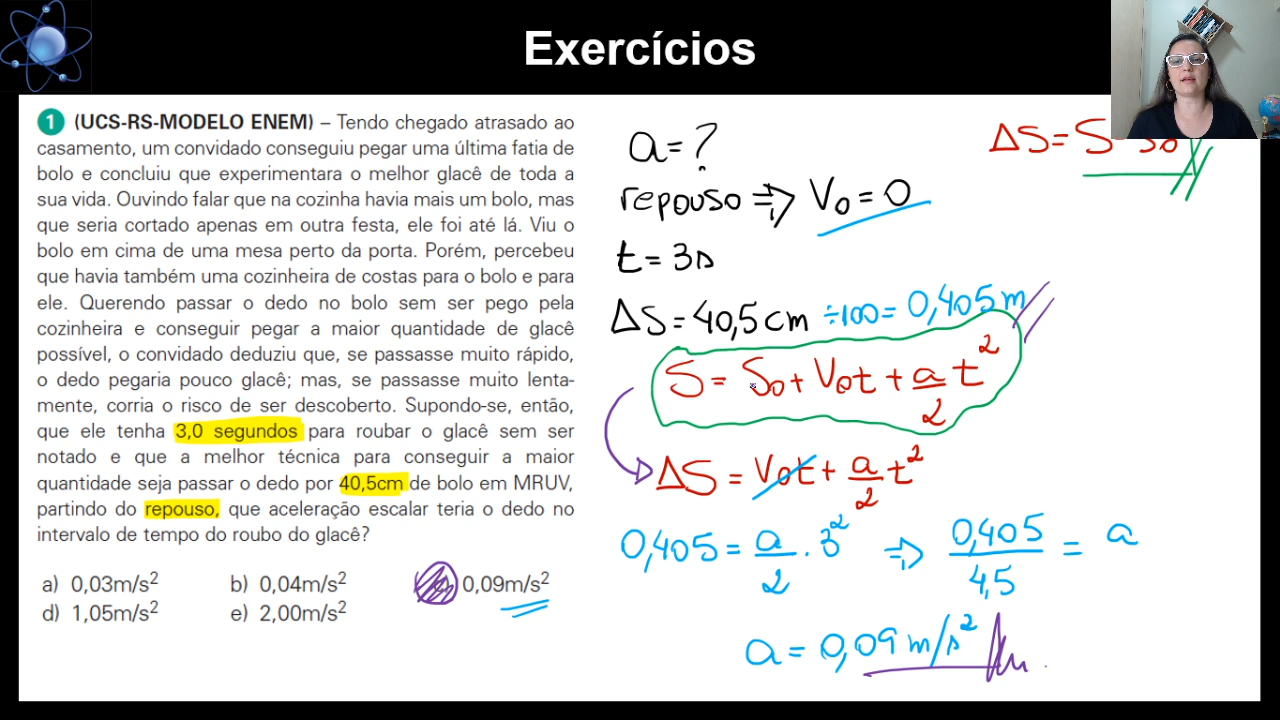 Exercícios
1 (UCS-RS-MODELO ENEM) – Tendo chegado atrasado ao
casamento, um convidado conseguiu pegar uma última fatia de
bolo e concluiu que experimentara o melhor glacê de toda a
sua vida. Ouvindo falar que na cozinha havia mais um bolo, mas
que seria cortado apenas em outra festa, ele foi até lá. Viu o
bolo em cima de uma mesa perto da porta. Porém, percebeu
que havia também uma cozinheira de costas para o bolo e para
ele. Querendo passar o dedo no bolo sem ser pego pela
cozinheira e conseguir pegar a maior quantidade de glacê
possível, o convidado deduziu que, se passasse muito rápido,
o dedo pegaria pouco glacê; mas, se passasse muito lenta-
mente, corria o risco de ser descoberto. Supondo-se, então,
que ele tenha 3,0 segundos para roubar o glacê sem ser
notado e que a melhor técnica para conseguir a maior
quantidade seja passar o dedo por 40,5cm de bolo em MRUV,
partindo do repouso, que aceleração escalar teria o dedo no
intervalo de tempo do roubo do glacê?
a) 0,03m/s² b) 0,04m/s² c) 0,09m/s²
d) 1,05m/s² e) 2,00m/s²
a = ?
ΔS = S - S0
repouso => V0 = 0
t = 3s
ΔS = 40,5 cm ÷100 = 0,405 m
S = S0 + V0t + a/2 t²
ΔS = V0t + a/2 t²
0,405 = a/2 . 3² => 0,405/4,5 = a
a = 0,09 m/s²